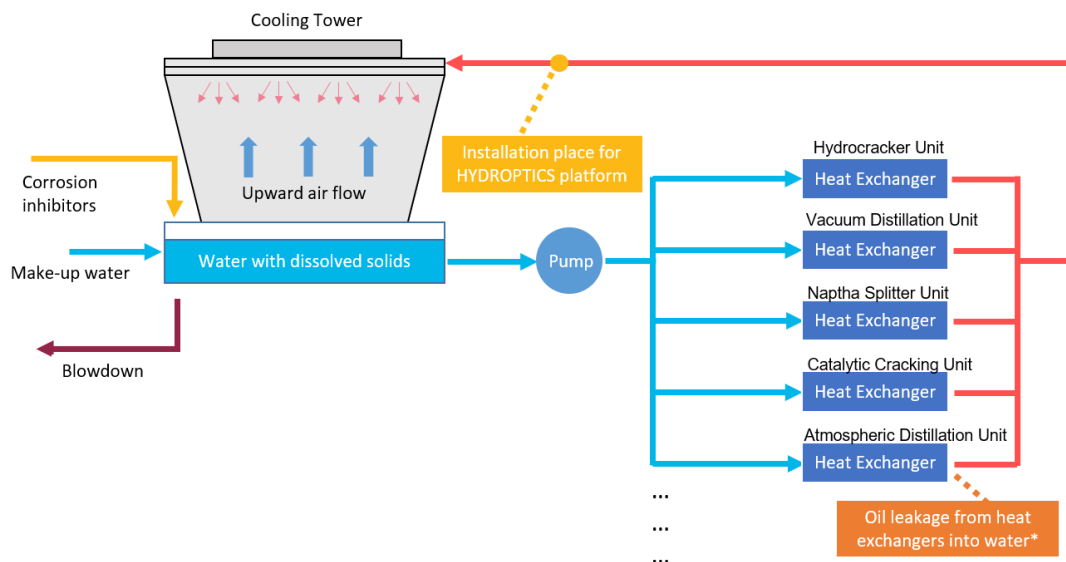 Cooling Tower
Installation place for
HYDROPTICS platform
Corrosion
inhibitors
Upward air flow
Make-up water
Water with dissolved solids
Blowdown
Pump
Hydrocracker Unit
Heat Exchanger
Vacuum Distillation Unit
Heat Exchanger
Naptha Splitter Unit
Heat Exchanger
Catalytic Cracking Unit
Heat Exchanger
Atmospheric Distillation Unit
Heat Exchanger
...
...
...
Oil leakage from heat
exchangers into water*